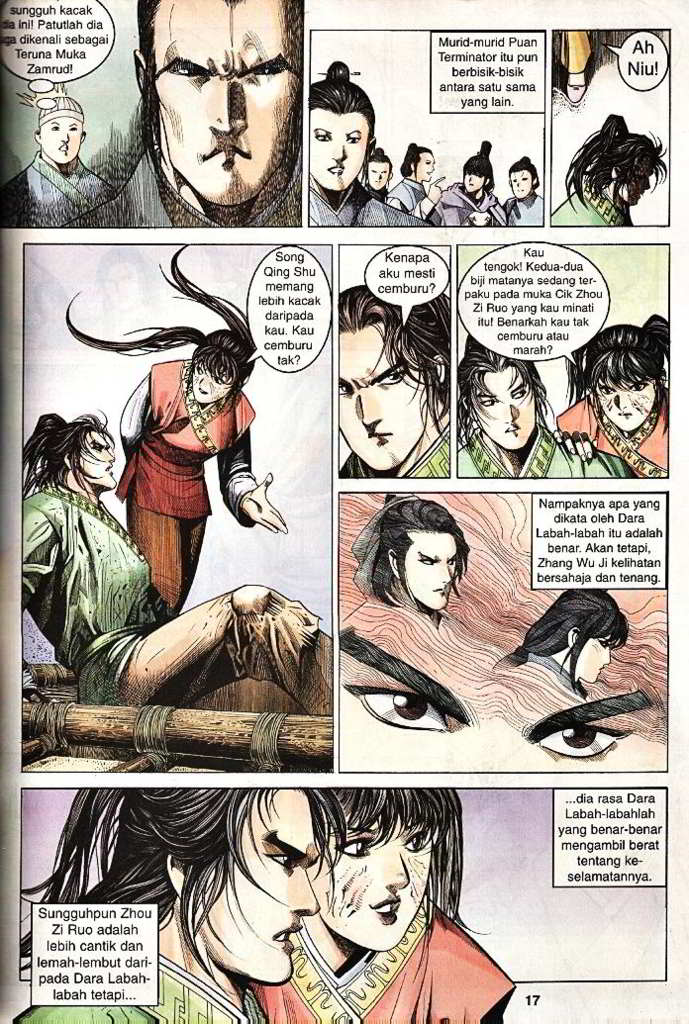 sungguh kacak
dia ini! Patutlah dia
juga dikenali sebagai
Teruna Muka
Zamrud!
Murid-murid Puan
Terminator itu pun
berbisik-bisik
antara satu sama
yang lain.
Ah
Niu!
Song
Qing Shu
memang
lebih kacak
daripada
kau. Kau
cemburu
tak?
Kenapa
aku mesti
cemburu?
Kau
tengok! Kedua-dua
biji matanya sedang ter-
paku pada muka Cik Zhou
Zi Ruo yang kau minati
itu! Benarkah kau tak
cemburu atau
marah?
Nampaknya apa yang
dikata oleh Dara
Labah-labah itu adalah
benar. Akan tetapi,
Zhang Wu Ji kelihatan
bersahaja dan tenang.
Sungguhpun Zhou
Zi Ruo adalah
lebih cantik dan
lemah-lembut dari-
pada Dara Labah-
labah tetapi...
...dia rasa Dara
Labah-labahlah
yang benar-benar
mengambil berat
tentang ke-
selamatannya.
17